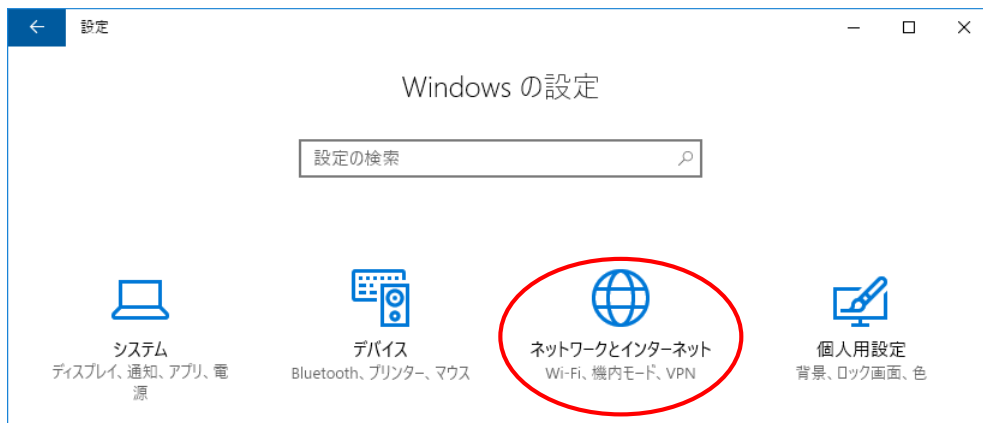 設定
Windows の設定
設定の検索
システム
ディスプレイ、通知、アプリ、電
源
デバイス
Bluetooth、プリンター、マウス
ネットワークとインターネット
Wi-Fi、機内モード、VPN
個人用設定
背景、ロック画面、色